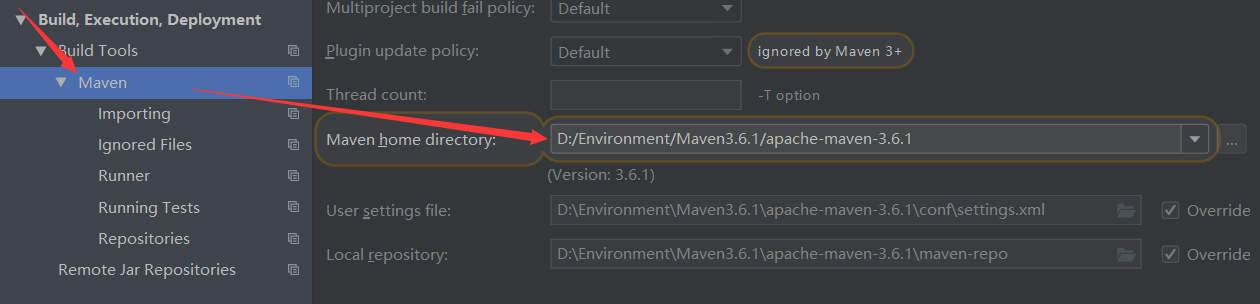 Build, Execution, Deployment
Build Tools
Maven
Importing
Ignored Files
Runner
Running Tests
Repositories
Remote Jar Repositories
Multiproject build fail policy: Default
Plugin update policy: Default ignored by Maven 3+
Thread count: -T option
Maven home directory: D:/Environment/Maven3.6.1/apache-maven-3.6.1 ...
(Version: 3.6.1)
User settings file: D:\Environment\Maven3.6.1\apache-maven-3.6.1\conf\settings.xml Override
Local repository: D:\Environment\Maven3.6.1\apache-maven-3.6.1\maven-repo Override